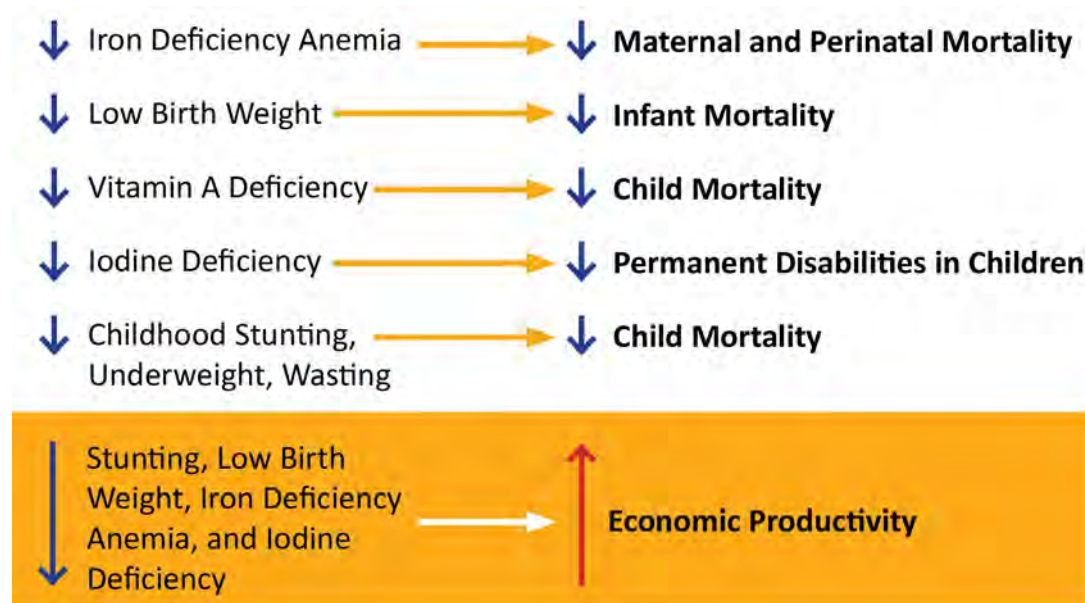 Iron Deficiency Anemia
Maternal and Perinatal Mortality
Low Birth Weight
Infant Mortality
Vitamin A Deficiency
Child Mortality
Iodine Deficiency
Permanent Disabilities in Children
Childhood Stunting,
Underweight, Wasting
Child Mortality
Stunting, Low Birth
Weight, Iron Deficiency
Anemia, and Iodine
Deficiency
Economic Productivity